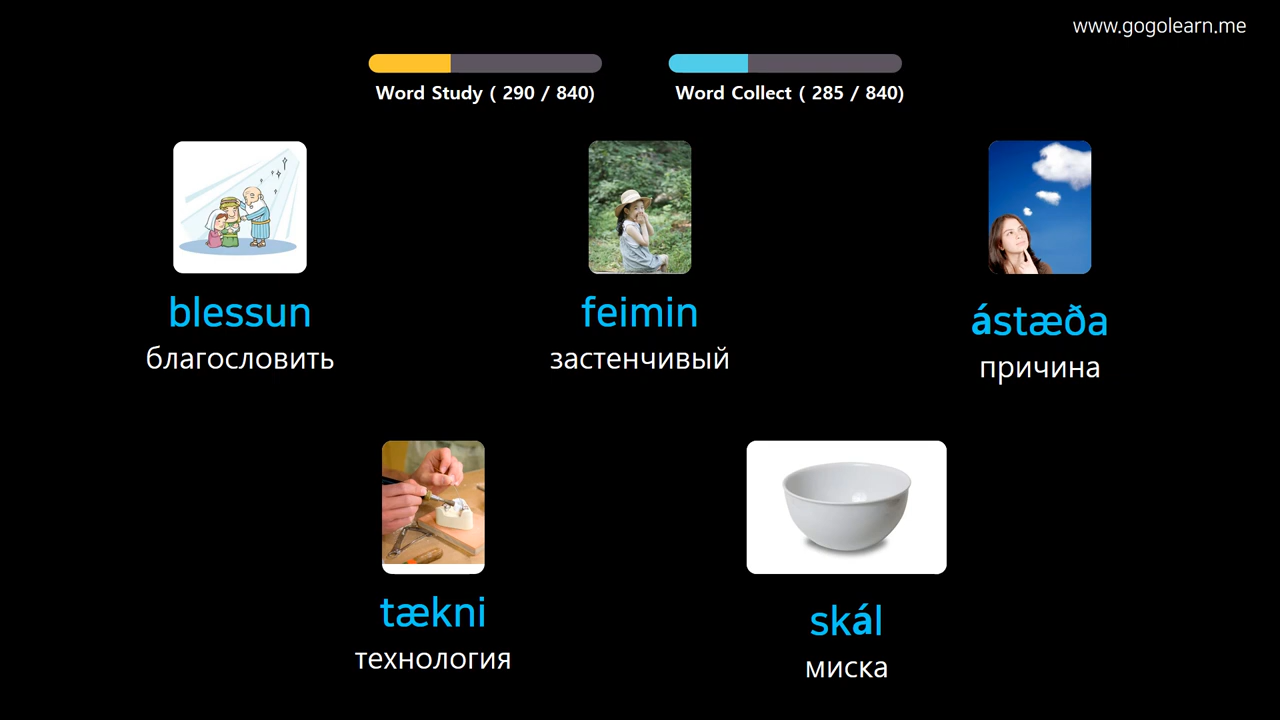 www.gogolearn.me
Word Study ( 290 / 840)
Word Collect ( 285 / 840)
blessun
благословить
feimin
застенчивый
ástæða
причина
tækni
технология
skál
миска